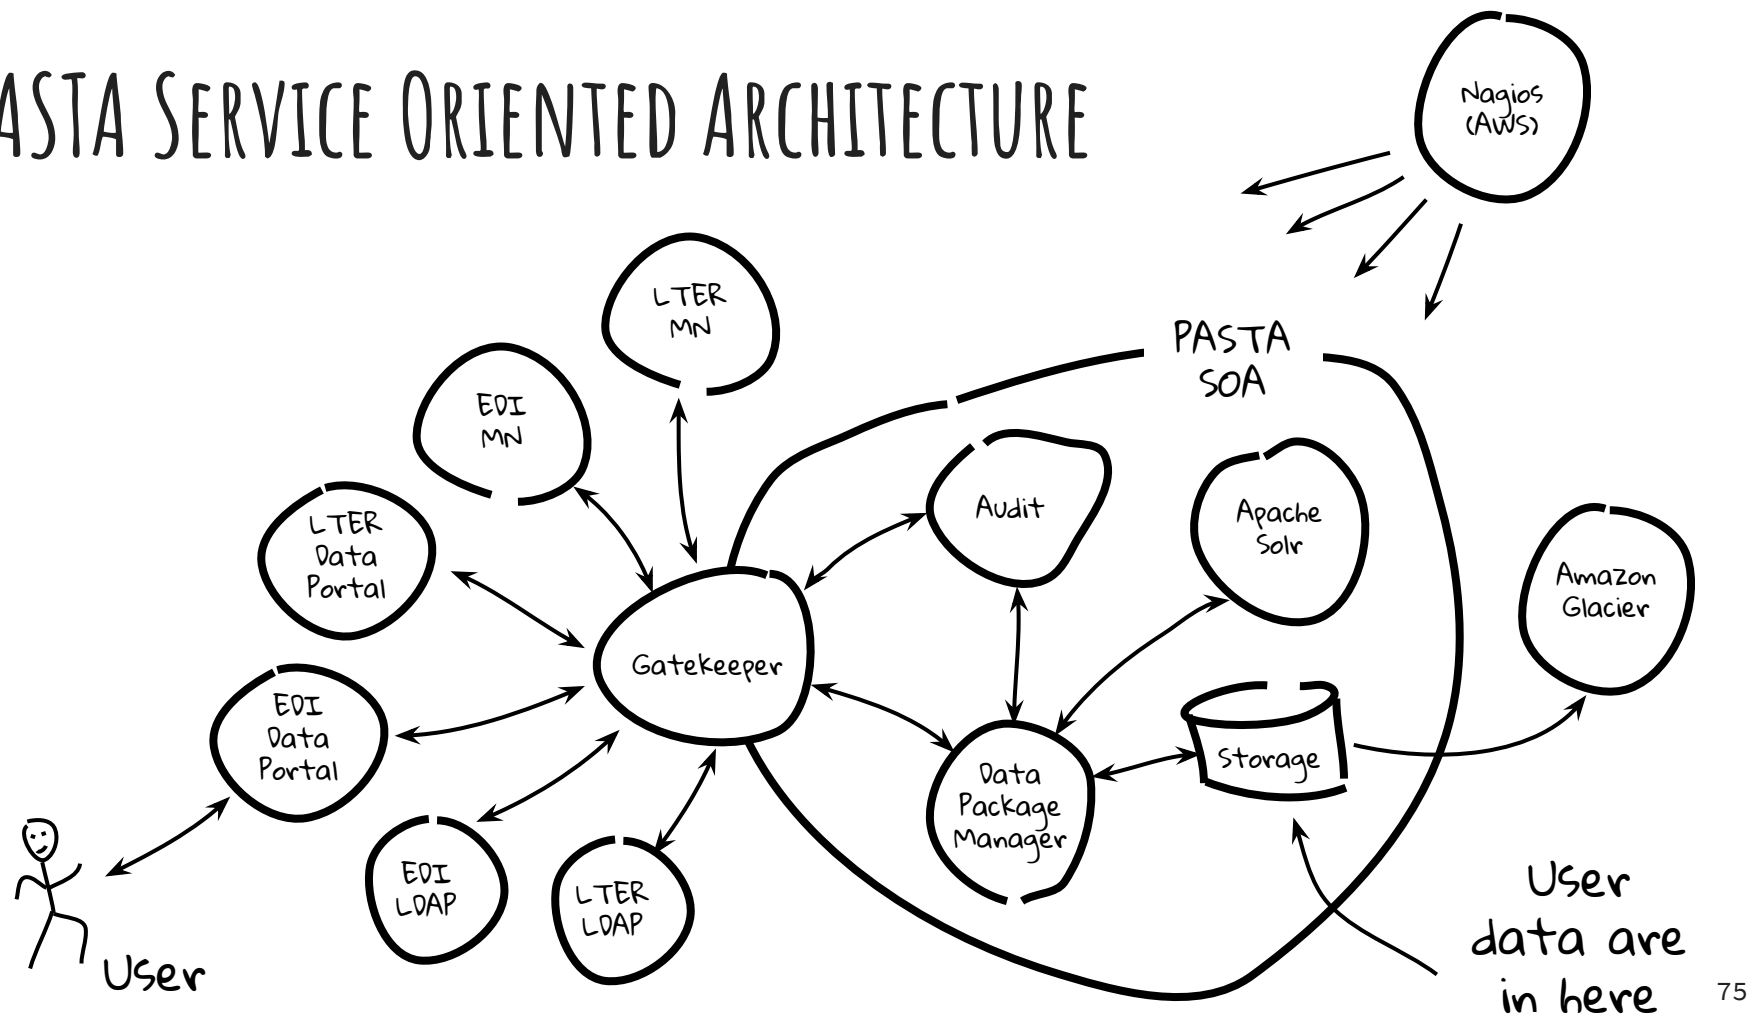 ASTA SERVICE ORIENTED ARCHITECTURE
Nagios
(AWS)
LTER
MN
PASTA
SOA
EDI
MN
LTER
Data
Portal
Audit
Apache
Solr
Amazon
Glacier
Gatekeeper
EDI
Data
Portal
Storage
Data
Package
Manager
EDI
LDAP
LTER
LDAP
User
User
data are
in here
75